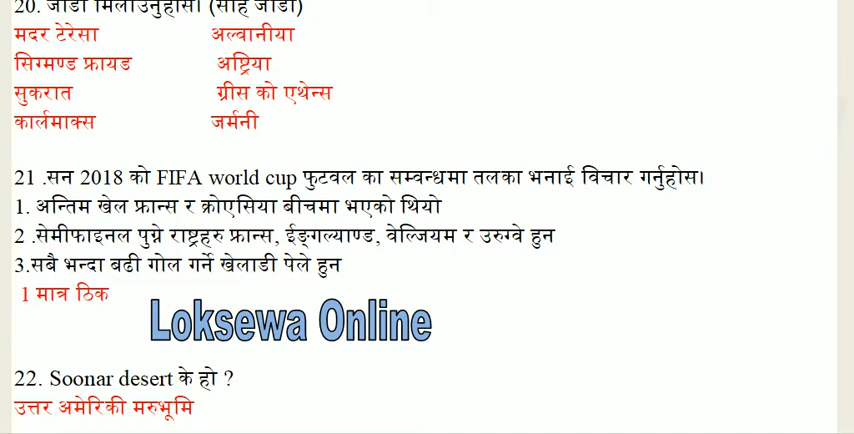 20. जोडा मिलाउनुहोस। (सहि जोडा)
मदर टेरेसा अल्वानीया
सिग्मण्ड फ्रायड अष्ट्रिया
सुकरात ग्रीस को एथेन्स
कार्लमाक्स जर्मनी
21 .सन 2018 को FIFA world cup फुटवल का सम्वन्धमा तलका भनाई विचार गर्नुहोस।
1. अन्तिम खेल फ्रान्स र क्रोएसिया बीचमा भएको थियो
2 .सेमीफाइनल पुग्ने राष्ट्रहरु फ्रान्स, ईङ्गल्याण्ड, वेल्जियम र उरुग्वे हुन
3.सबै भन्दा बढी गोल गर्ने खेलाडी पेले हुन
1 मात्र ठिक
Loksewa Online
22. Soonar desert के हो ?
उत्तर अमेरिकी मरुभूमि